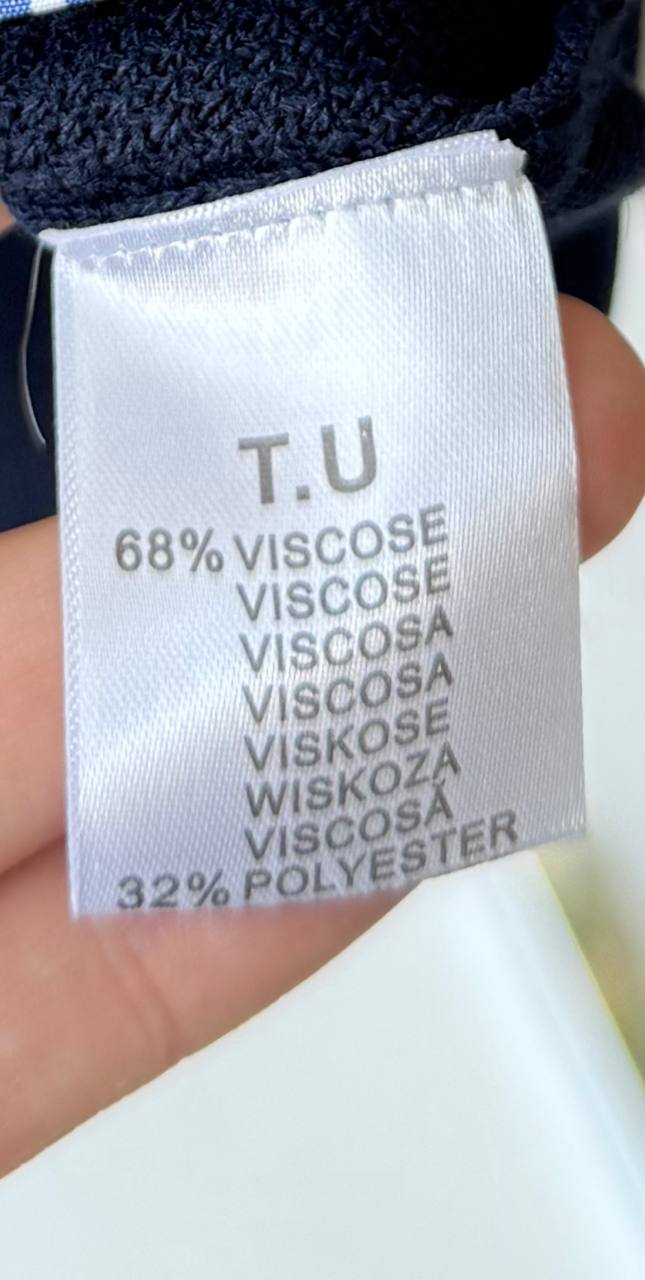 T.U
68% VISCOSE
VISCOSE
VISCOSA
VISCOSA
VISKOSE
WISKOZA
VISCOSĂ
32% POLYESTER